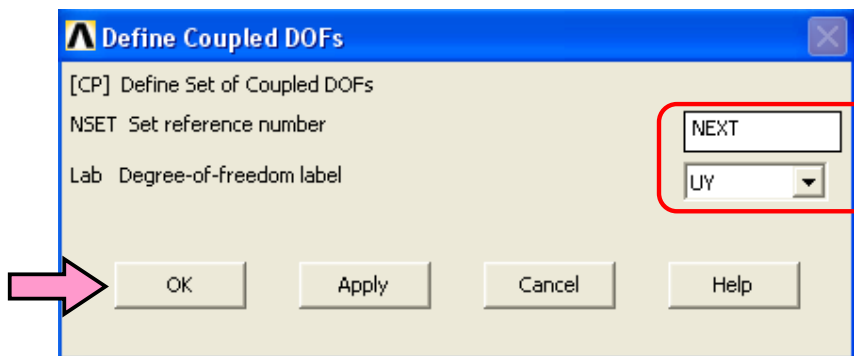 Define Coupled DOFs
[CP] Define Set of Coupled DOFs
NSET Set reference number NEXT
Lab Degree-of-freedom label UY
OK Apply Cancel Help